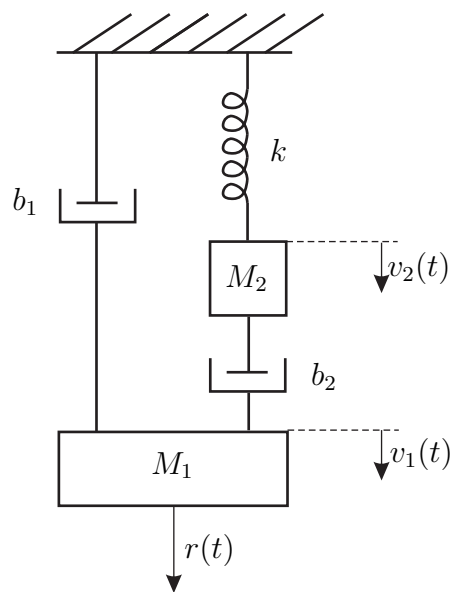 k
b₁
M₂
v₂(t)
b₂
M₁
v₁(t)
r(t)